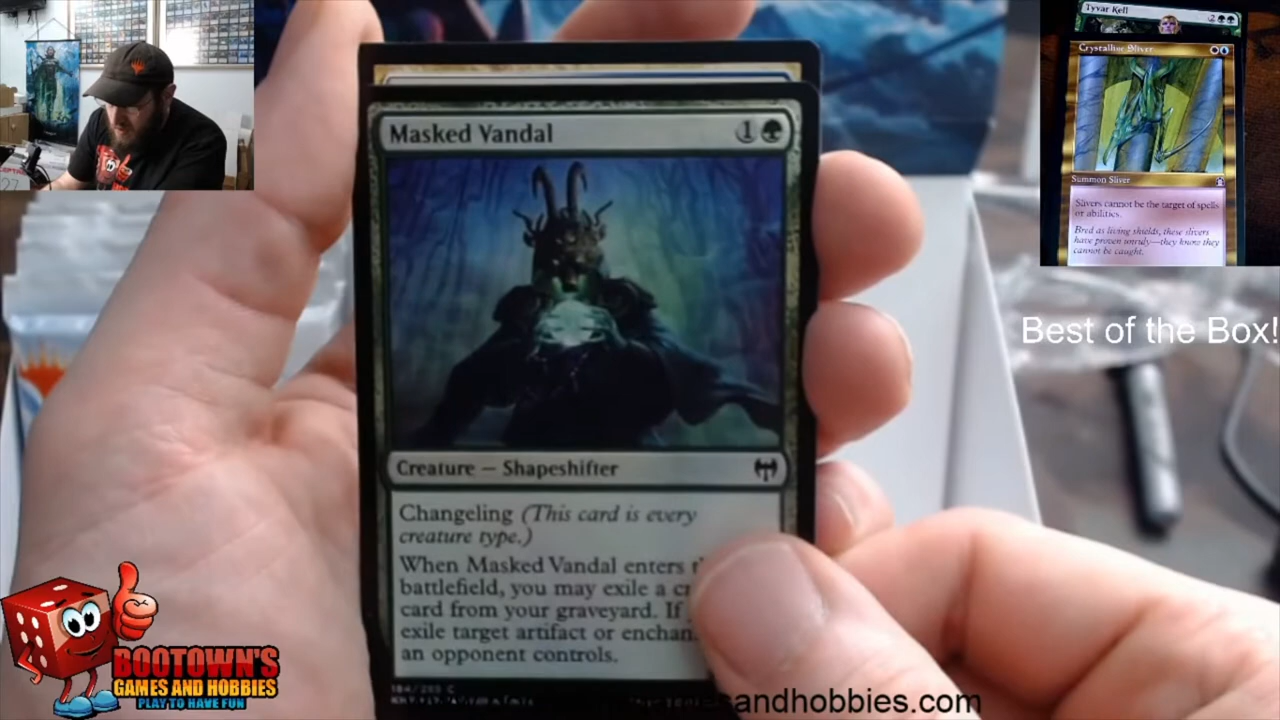 Masked Vandal 1
Creature — Shapeshifter
Changeling (This card is every
creature type.)
When Masked Vandal enters
battlefield, you may exile a
card from your graveyard. If
exile target artifact or
an opponent controls.
Tyvar Kell 2
Crystalline Sliver
Summon Sliver
Slivers cannot be the target of spells
or abilities.
Bred as living shields, these slivers
have proven unruly—they know they
cannot be caught.
Best of the Box!
BOOTOWN'S
GAMES AND HOBBIES
PLAY TO HAVE FUN
esandhobbies.com